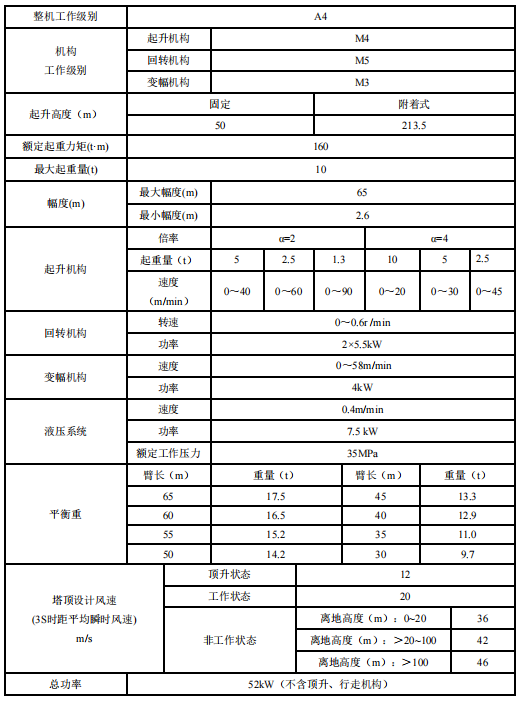 整机工作级别 A4
机构
工作级别
起升机构 M4
回转机构 M5
变幅机构 M3
起升高度（m） 固定 附着式
50 213.5
额定起重力矩(t·m) 160
最大起重量(t) 10
幅度(m) 最大幅度(m) 65
最小幅度(m) 2.6
起升机构 倍率 α=2 α=4
起重量（t） 5 2.5 1.3 10 5 2.5
速度
（m/min） 0～40 0～60 0～90 0～20 0～30 0～45
回转机构 转速 0～0.6r /min
功率 2×5.5kW
变幅机构 速度 0～58m/min
功率 4kW
液压系统 速度 0.4m/min
功率 7.5 kW
额定工作压力 35MPa
平衡重 臂长（m） 重量（t） 臂长（m） 重量（t）
65 17.5 45 13.3
60 16.5 40 12.9
55 15.2 35 11.0
50 14.2 30 9.7
塔顶设计风速
(3S时距平均瞬时风速)
m/s
顶升状态 12
工作状态 20
非工作状态 离地高度（m）：0~20 36
离地高度（m）：＞20~100 42
离地高度（m）：＞100 46
总功率 52kW（不含顶升、行走机构）